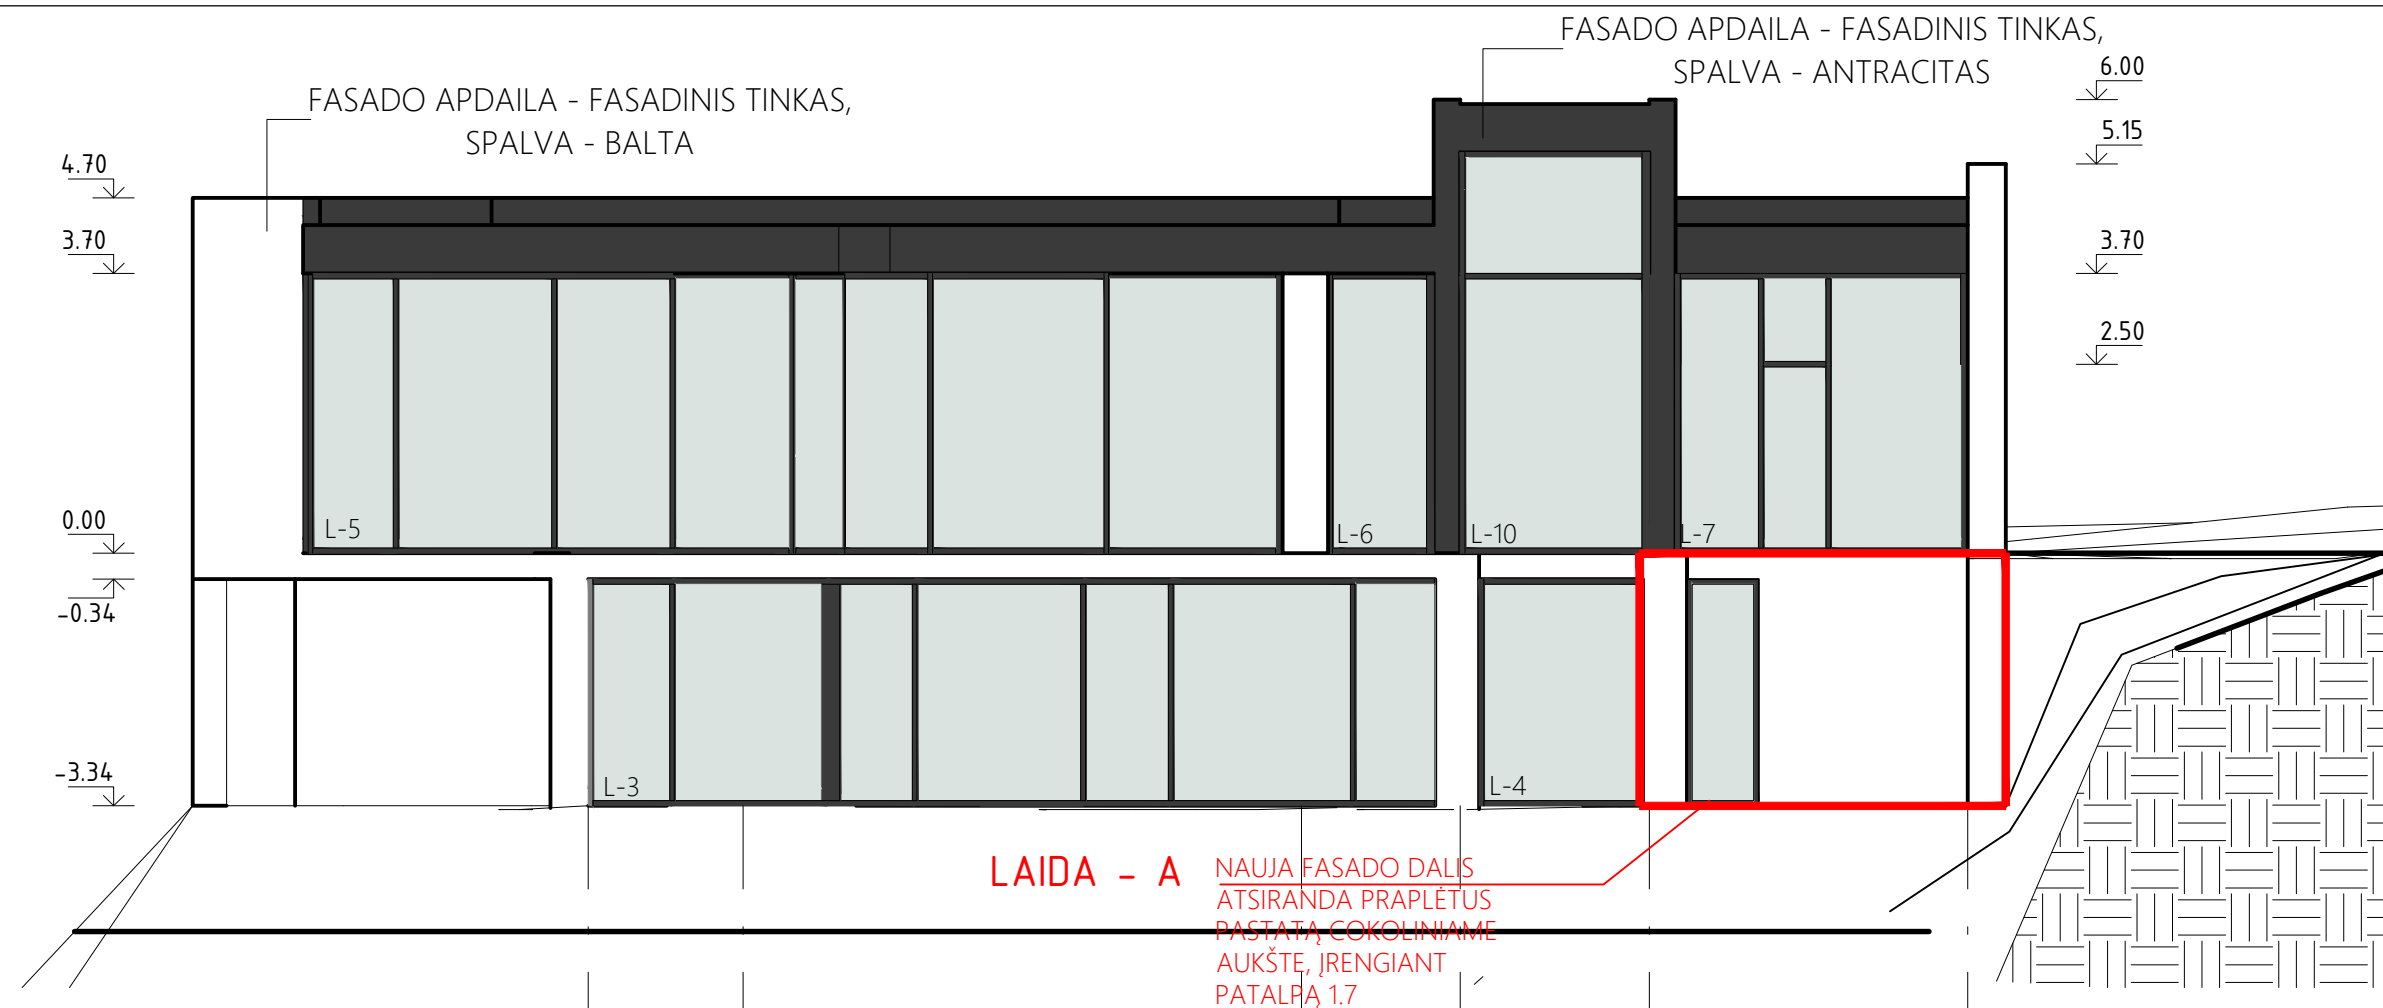 FASADO APDAILA - FASADINIS TINKAS,
SPALVA - ANTRACITAS
FASADO APDAILA - FASADINIS TINKAS,
SPALVA - BALTA
6.00
5.15
4.70
3.70
3.70
2.50
0.00
-0.34
-3.34
L-5
L-6
L-10
L-7
L-3
L-4
LAIDA - A
NAUJA FASADO DALIS
ATSIRANDA PRAPLĖTUS
PASTATĄ COKOLINIAME
AUKŠTE, ĮRENGIANT
PATALPĄ 1.7